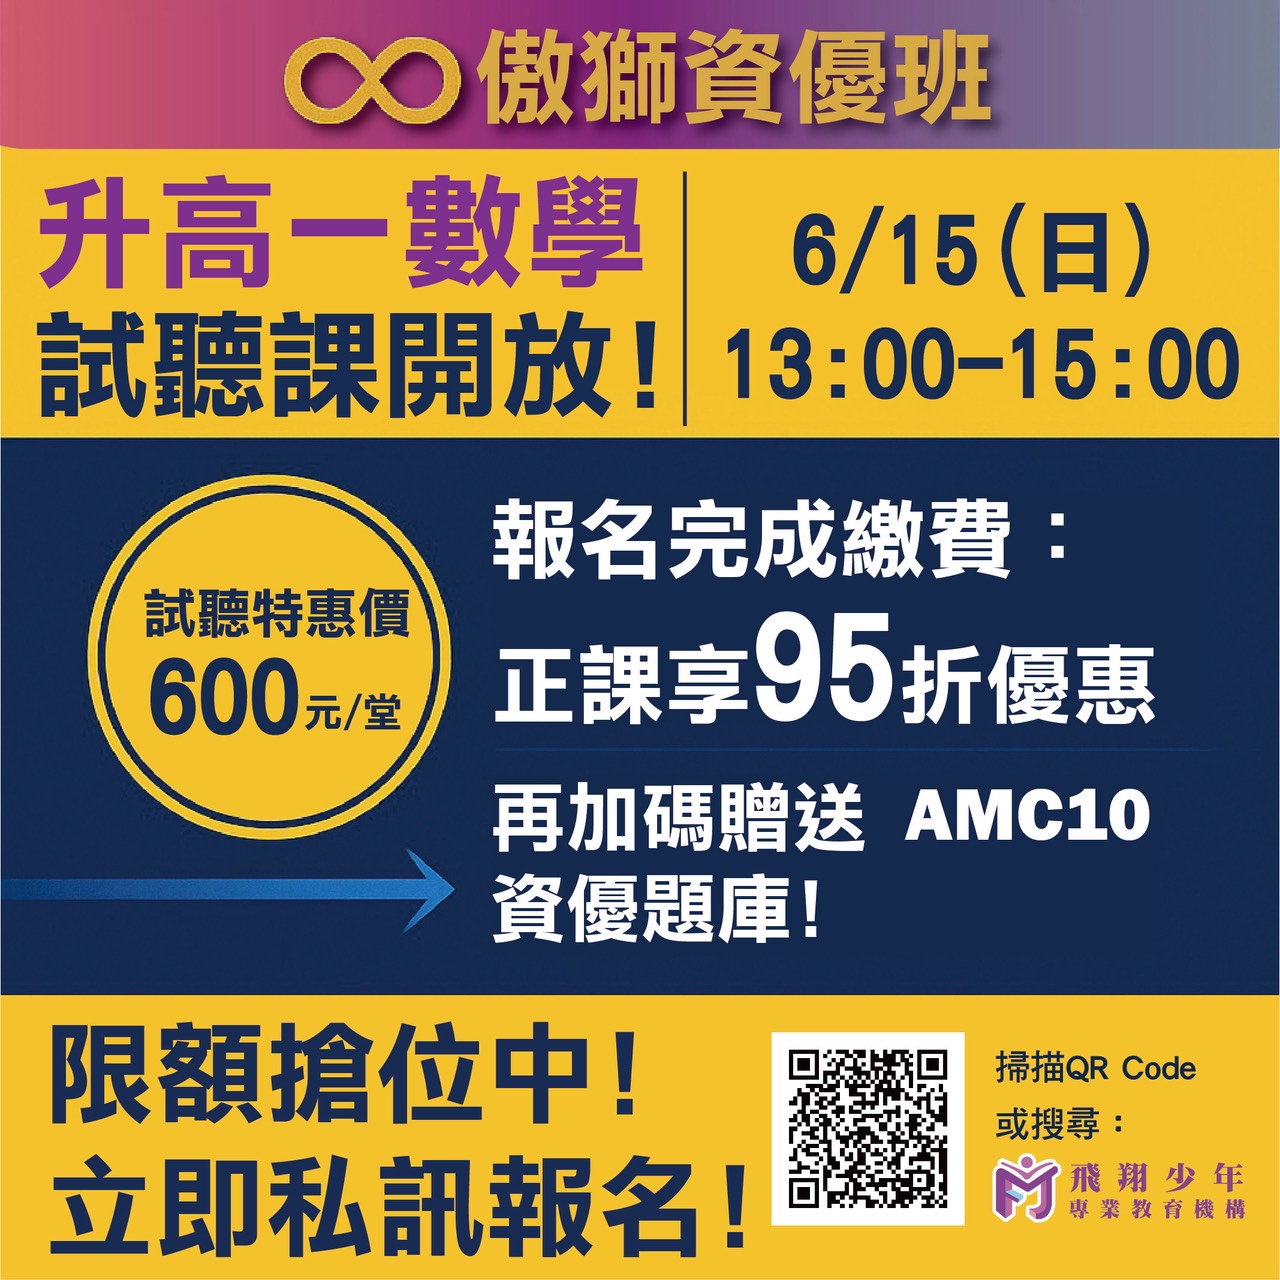 傲獅資優班
升高一數學
試聽課開放!
6/15(日)
13:00-15:00
試聽特惠價
600元/堂
報名完成繳費：
正課享95折優惠
再加碼贈送 AMC10
資優題庫!
限額搶位中!
立即私訊報名!
掃描QR Code
或搜尋：
飛翔少年
專業教育機構